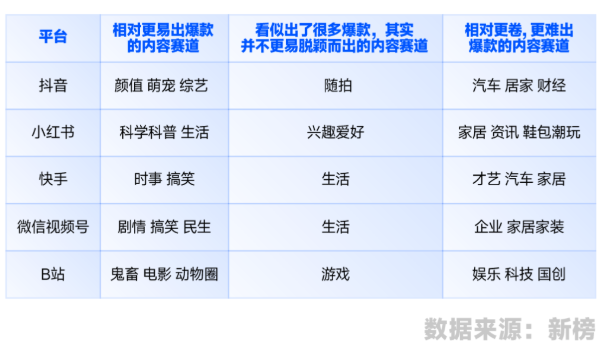 平台 相对更易出爆款的内容赛道 看似出了很多爆款，其实并不更易脱颖而出的内容赛道 相对更卷，更难出爆款的内容赛道
抖音 颜值 萌宠 综艺 随拍 汽车 居家 财经
小红书 科学科普 生活 兴趣爱好 家居 资讯 鞋包潮玩
快手 时事 搞笑 生活 才艺 汽车 家居
微信视频号 剧情 搞笑 民生 生活 企业 家居家装
B站 鬼畜 电影 动物圈 游戏 娱乐 科技 国创
数据来源：新榜